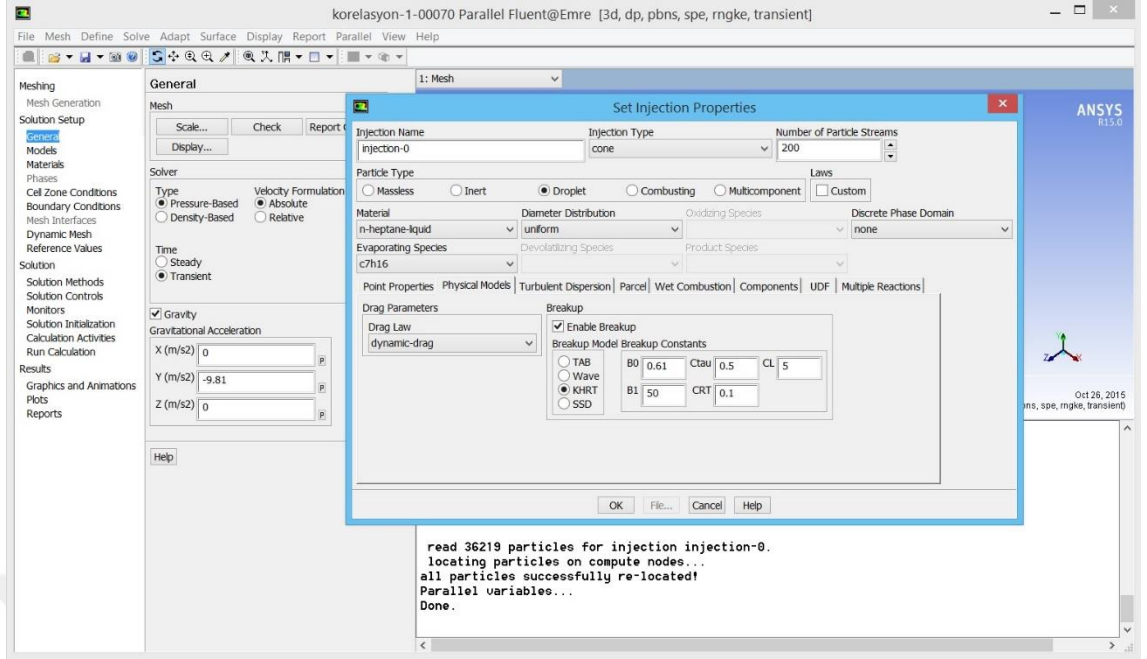 korelasyon-1-00070 Parallel Fluent@Emre [3d, dp, pbns, spe, rngke, transient]
File Mesh Define Solve Adapt Surface Display Report Parallel View Help
Meshing
Mesh Generation
Solution Setup
General
Models
Materials
Phases
Cell Zone Conditions
Boundary Conditions
Mesh Interfaces
Dynamic Mesh
Reference Values
Solution
Solution Methods
Solution Controls
Monitors
Solution Initialization
Calculation Activities
Run Calculation
Results
Graphics and Animations
Plots
Reports
General
Mesh
Scale... Check Report
Display...
Solver
Type Velocity Formulation
Pressure-Based Absolute
Density-Based Relative
Time
Steady
Transient
Gravity
Gravitational Acceleration
X (m/s2) 0 P
Y (m/s2) -9.81 P
Z (m/s2) 0 P
Help
1: Mesh
Set Injection Properties
Injection Name Injection Type Number of Particle Streams
injection-0 cone 200
Particle Type Laws
Massless Inert Droplet Combusting Multicomponent Custom
Material Diameter Distribution Oxidizing Species Discrete Phase Domain
n-heptane-liquid uniform none
Evaporating Species Devolatilizing Species Product Species
c7h16
Point Properties Physical Models Turbulent Dispersion Parcel Wet Combustion Components UDF Multiple Reactions
Drag Parameters Breakup
Drag Law Enable Breakup
dynamic-drag Breakup Model Breakup Constants
TAB B0 0.61 Ctau 0.5 CL 5
Wave
KHRT B1 50 CRT 0.1
SSD
OK File... Cancel Help
ANSYS
R15.0
Y
Z X
Oct 26, 2015
ns, spe, rngke, transient)
read 36219 particles for injection injection-0.
locating particles on compute nodes...
all particles successfully re-located!
Parallel variables...
Done.